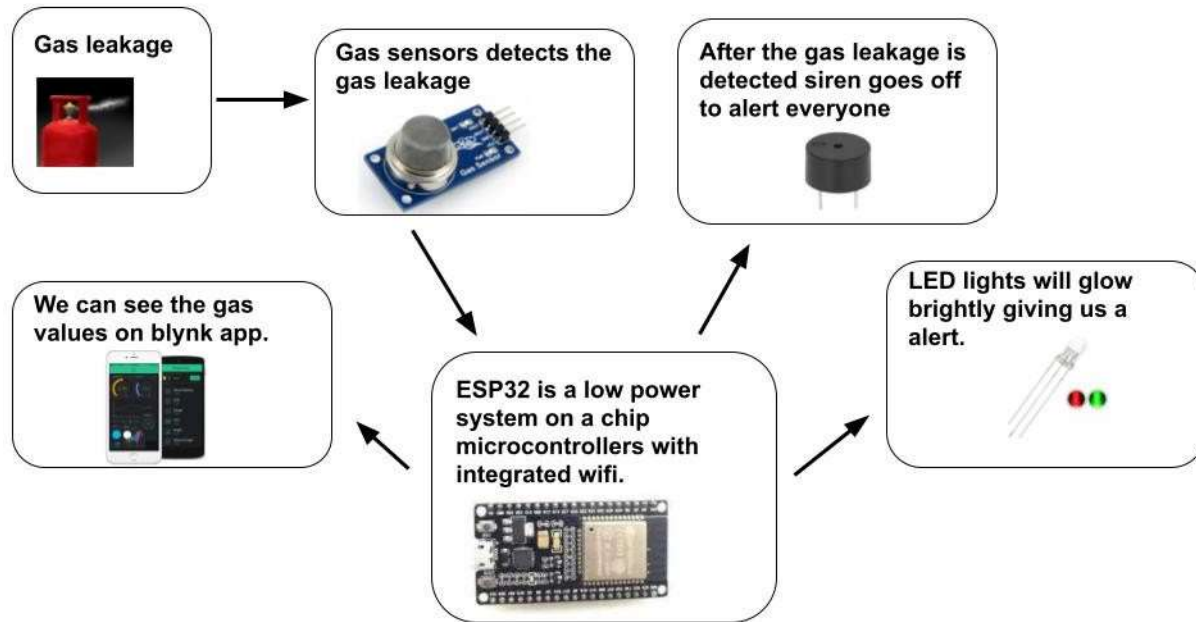 Gas leakage
Gas sensors detects the
gas leakage
Gas Sensor
After the gas leakage is
detected siren goes off
to alert everyone
We can see the gas
values on blynk app.
ESP32 is a low power
system on a chip
microcontrollers with
integrated wifi.
LED lights will glow
brightly giving us a
alert.